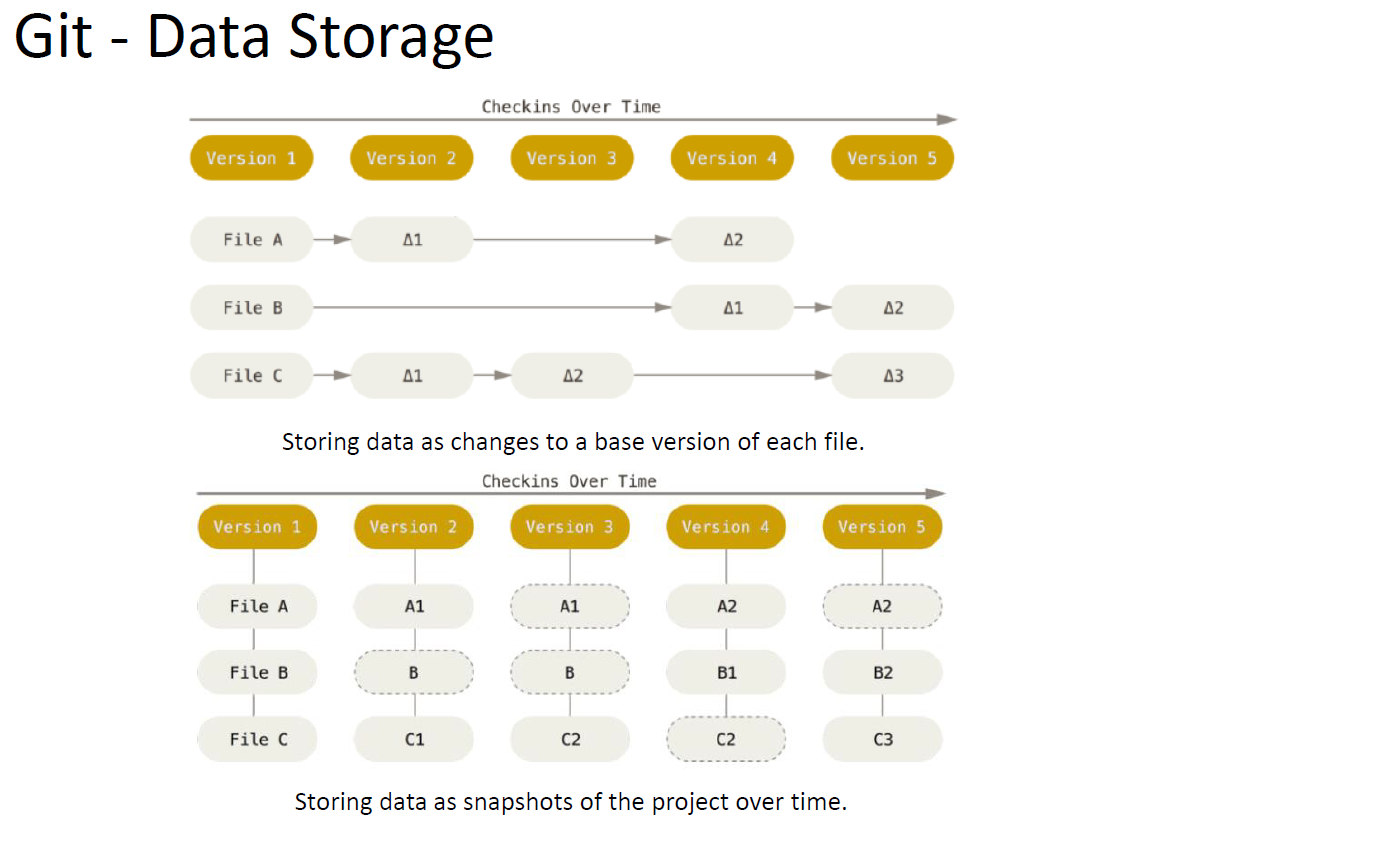 Git - Data Storage
Checkins Over Time
Version 1 Version 2 Version 3 Version 4 Version 5
File A Δ1 Δ2
File B Δ1 Δ2
File C Δ1 Δ2 Δ3
Storing data as changes to a base version of each file.
Checkins Over Time
Version 1 Version 2 Version 3 Version 4 Version 5
File A A1 A1 A2 A2
File B B B B1 B2
File C C1 C2 C2 C3
Storing data as snapshots of the project over time.